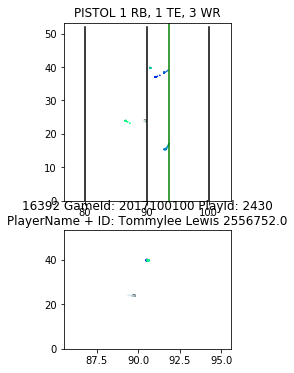 PISTOL 1 RB, 1 TE, 3 WR
50
40
30
20
10
0
80 90 100
16392 GameId: 2017100100 PlayId: 2430
PlayerName + ID: Tommylee Lewis 2556752.0
40
20
0
87.5 90.0 92.5 95.0